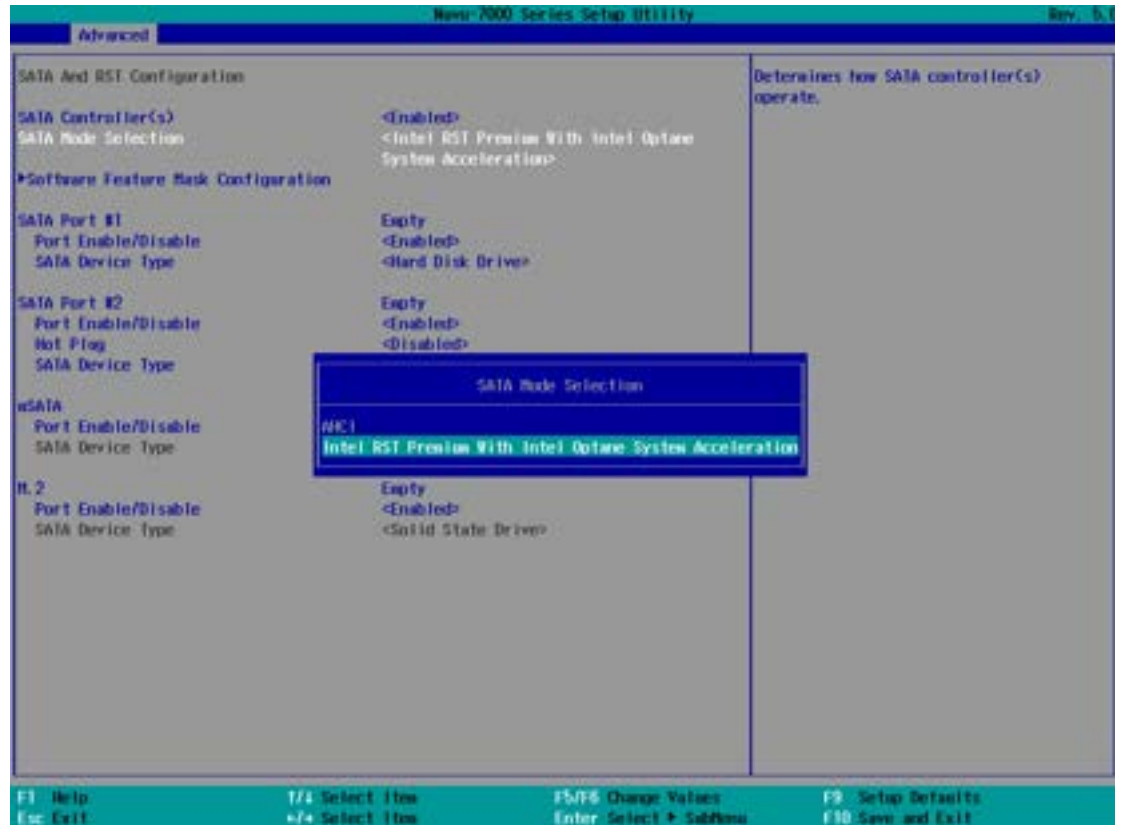 Nuvo-7000 Series Setup Utility Rev. 5.
Advanced
SATA And RST Configuration
Determines how SATA controller(s) operate.
SATA Controller(s) <Enabled>
SATA Mode Selection <Intel RST Premium With Intel Optane
System Acceleration>
▶Software Feature Mask Configuration
SATA Port #1 Empty
Port Enable/Disable <Enabled>
SATA Device Type <Hard Disk Drive>
SATA Port #2 Empty
Port Enable/Disable <Enabled>
Hot Plug <Disabled>
SATA Device Type
mSATA
Port Enable/Disable
SATA Device Type
SATA Mode Selection
AHCI
Intel RST Premium With Intel Optane System Acceleration
M.2 Empty
Port Enable/Disable <Enabled>
SATA Device Type <Solid State Drive>
F1 Help ↑/↓ Select Item F5/F6 Change Values F9 Setup Defaults
Esc Exit Select Item Enter Select ▶ SubMenu F10 Save and Exit